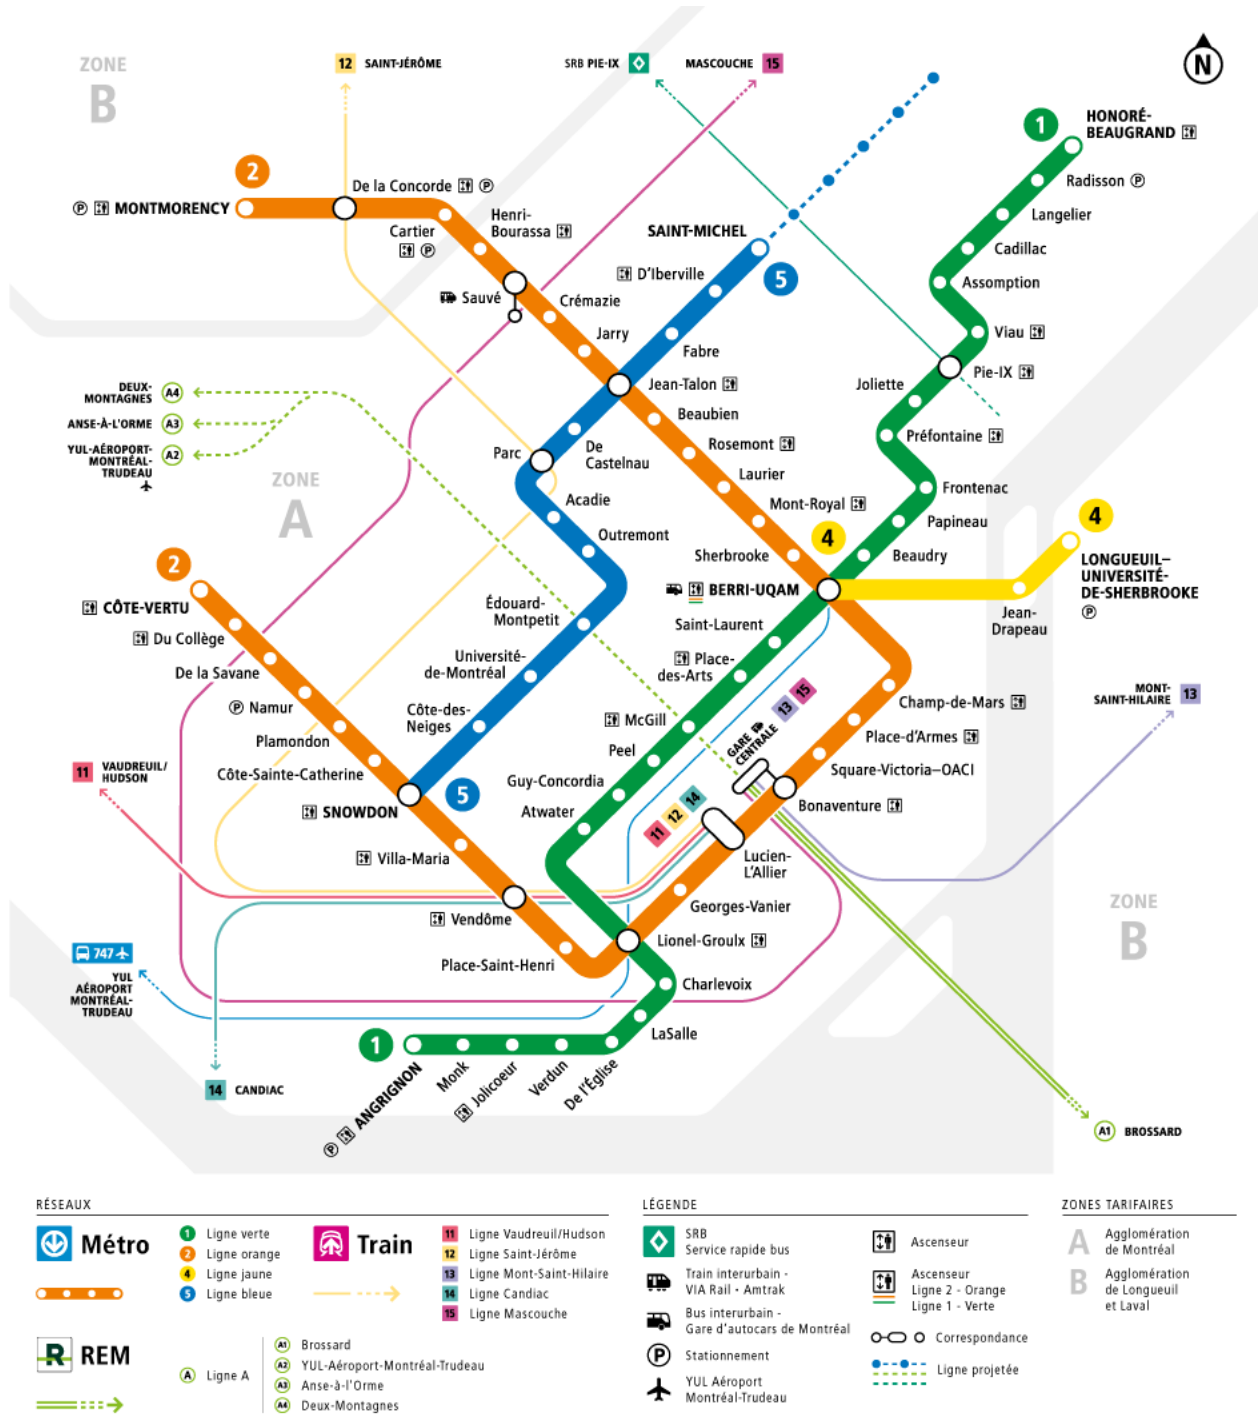 ZONE
B
12 SAINT-JÉRÔME
SRB PIE-IX
MASCOUCHE 15
N
1
HONORÉ-
BEAUGRAND
Radisson P
Langelier
Cadillac
Assomption
Viau
Pie-IX
Joliette
Préfontaine
Frontenac
Papineau
Beaudry
2
P MONTMORENCY
De la Concorde P
Cartier
P
Henri-
Bourassa
Sauvé
Crémazie
Jarry
Jean-Talon
Beaubien
Rosemont
Laurier
Mont-Royal
Sherbrooke
SAINT-MICHEL
5
D'Iberville
Fabre
De
Castelnau
Parc
Acadie
Outremont
Édouard-
Montpetit
Université-
de-Montréal
Côte-des-
Neiges
DEUX-
MONTAGNES
A4
ANSE-À-L'ORME A3
YUL-AÉROPORT-
MONTRÉAL-
TRUDEAU
A2
ZONE
A
4
BERRI-UQAM
4
LONGUEUIL–
UNIVERSITÉ-
DE-SHERBROOKE
P
Jean-
Drapeau
2
CÔTE-VERTU
Du Collège
De la Savane
P Namur
Plamondon
Côte-Sainte-Catherine
SNOWDON
5
Villa-Maria
Vendôme
Place-Saint-Henri
Saint-Laurent
Place-
des-Arts
McGill
Peel
Guy-Concordia
Atwater
Champ-de-Mars
Place-d'Armes
Square-Victoria–OACI
Bonaventure
GARE
CENTRALE
13
15
11
12
14
Lucien-
L'Allier
Georges-Vanier
Lionel-Groulx
Charlevoix
LaSalle
De l'Église
Verdun
Jolicoeur
Monk
P ANGRIGNON
1
MONT-
SAINT-HILAIRE
13
11 VAUDREUIL/
HUDSON
747
YUL
AÉROPORT
MONTRÉAL-
TRUDEAU
14 CANDIAC
ZONE
B
A1 BROSSARD
RÉSEAUX
Métro
1 Ligne verte
2 Ligne orange
4 Ligne jaune
5 Ligne bleue
Train
11 Ligne Vaudreuil/Hudson
12 Ligne Saint-Jérôme
13 Ligne Mont-Saint-Hilaire
14 Ligne Candiac
15 Ligne Mascouche
R REM
A Ligne A
A1 Brossard
A2 YUL-Aéroport-Montréal-Trudeau
A3 Anse-à-l'Orme
A4 Deux-Montagnes
LÉGENDE
SRB
Service rapide bus
Train interurbain -
VIA Rail • Amtrak
Bus interurbain -
Gare d'autocars de Montréal
P Stationnement
YUL Aéroport
Montréal-Trudeau
Ascenseur
Ascenseur
Ligne 2 - Orange
Ligne 1 - Verte
Correspondance
Ligne projetée
ZONES TARIFAIRES
A Agglomération
de Montréal
B Agglomération
de Longueuil
et Laval